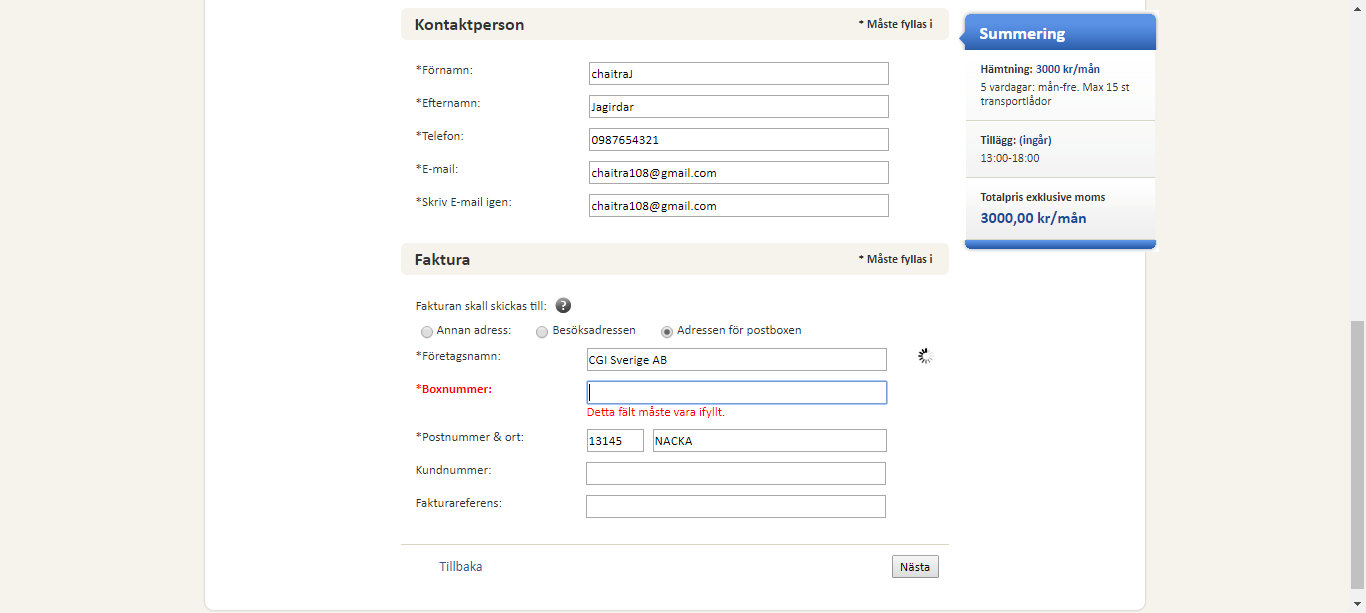 Kontaktperson * Måste fyllas i
*Förnamn: chaitraJ
*Efternamn: Jagirdar
*Telefon: 0987654321
*E-mail: chaitra108@gmail.com
*Skriv E-mail igen: chaitra108@gmail.com
Faktura * Måste fyllas i
Fakturan skall skickas till: ?
Annan adress: Besöksadressen Adressen för postboxen
*Företagsnamn: CGI Sverige AB
*Boxnummer:
Detta fält måste vara ifyllt.
*Postnummer & ort: 13145 NACKA
Kundnummer:
Fakturareferens:
Tillbaka Nästa
Summering
Hämtning: 3000 kr/mån
5 vardagar: mån-fre. Max 15 st
transportlådor
Tillägg: (ingår)
13:00-18:00
Totalpris exklusive moms
3000,00 kr/mån